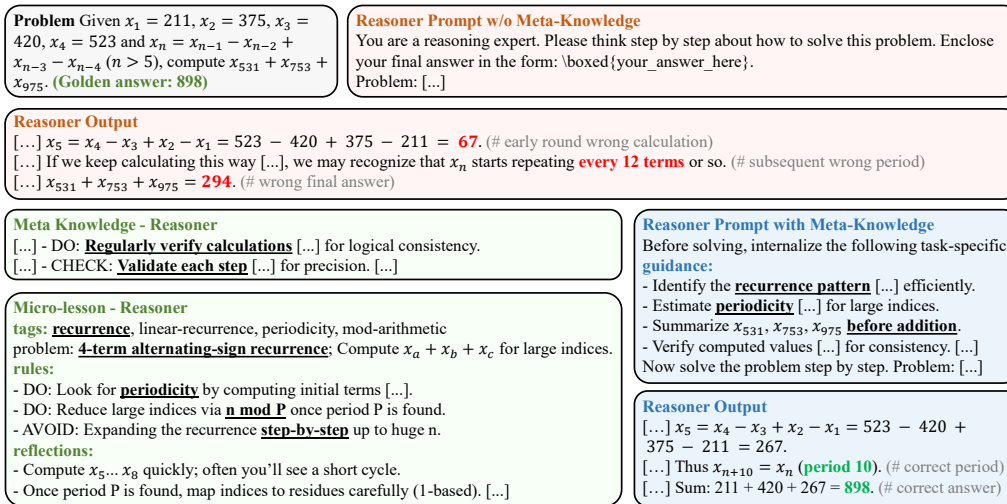 Problem Given x₁ = 211, x₂ = 375, x₃ =
420, x₄ = 523 and xₙ = xₙ₋₁ − xₙ₋₂ +
xₙ₋₃ − xₙ₋₄ (n > 5), compute x₅₃₁ + x₇₅₃ +
x₉₇₅. (Golden answer: 898)
Reasoner Prompt w/o Meta-Knowledge
You are a reasoning expert. Please think step by step about how to solve this problem. Enclose
your final answer in the form: \boxed{your_answer_here}.
Problem: [...]
Reasoner Output
[...] x₅ = x₄ − x₃ + x₂ − x₁ = 523 − 420 + 375 − 211 = 67. (# early round wrong calculation)
[...] If we keep calculating this way [...], we may recognize that xₙ starts repeating every 12 terms or so. (# subsequent wrong period)
[...] x₅₃₁ + x₇₅₃ + x₉₇₅ = 294. (# wrong final answer)
Meta Knowledge - Reasoner
[...] - DO: Regularly verify calculations [...] for logical consistency.
[...] - CHECK: Validate each step [...] for precision. [...]
Micro-lesson - Reasoner
tags: recurrence, linear-recurrence, periodicity, mod-arithmetic
problem: 4-term alternating-sign recurrence; Compute xₐ + x_b + x_c for large indices.
rules:
- DO: Look for periodicity by computing initial terms [...].
- DO: Reduce large indices via n mod P once period P is found.
- AVOID: Expanding the recurrence step-by-step up to huge n.
reflections:
- Compute x₅... x₈ quickly; often you'll see a short cycle.
- Once period P is found, map indices to residues carefully (1-based). [...]
Reasoner Prompt with Meta-Knowledge
Before solving, internalize the following task-specific
guidance:
- Identify the recurrence pattern [...] efficiently.
- Estimate periodicity [...] for large indices.
- Summarize x₅₃₁, x₇₅₃, x₉₇₅ before addition.
- Verify computed values [...] for consistency. [...]
Now solve the problem step by step. Problem: [...]
Reasoner Output
[...] x₅ = x₄ − x₃ + x₂ − x₁ = 523 − 420 +
375 − 211 = 267.
[...] Thus xₙ₊₁₀ = xₙ (period 10). (# correct period)
[...] Sum: 211 + 420 + 267 = 898. (# correct answer)